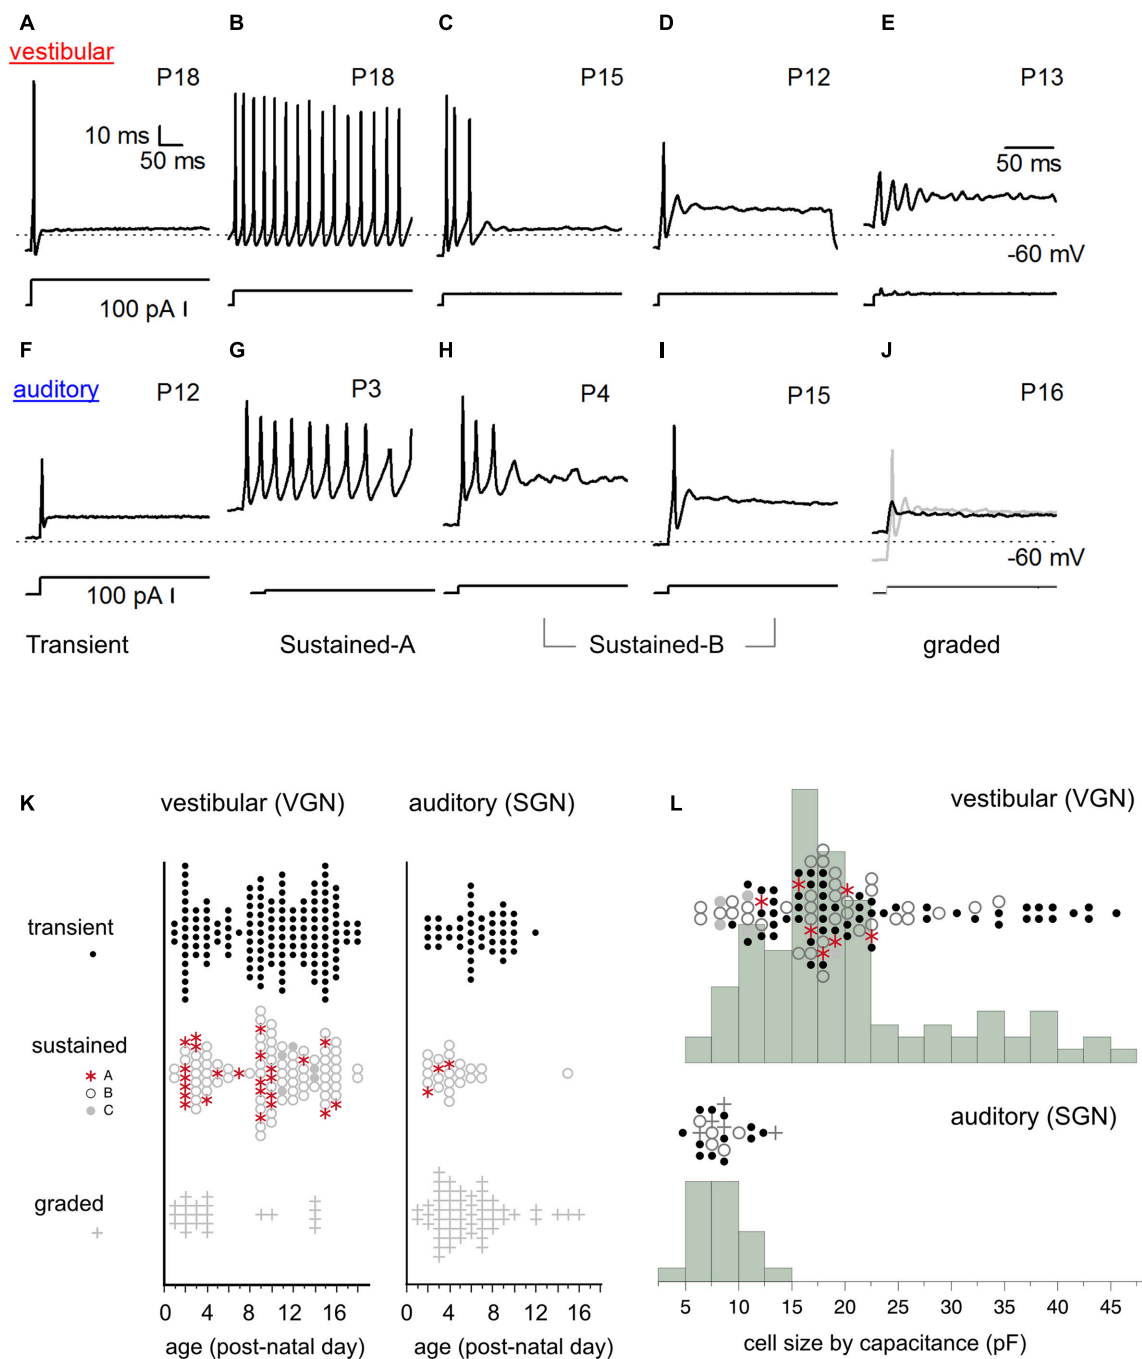 A B C D E
vestibular
P18 P18 P15 P12 P13
10 ms
50 ms
50 ms
-60 mV
100 pA
F G H I J
auditory
P12 P3 P4 P15 P16
-60 mV
100 pA
Transient Sustained-A Sustained-B graded
K vestibular (VGN) auditory (SGN)
transient
sustained
A
B
C
graded
0 4 8 12 16 0 4 8 12 16
age (post-natal day) age (post-natal day)
L vestibular (VGN)
auditory (SGN)
5 10 15 20 25 30 35 40 45
cell size by capacitance (pF)